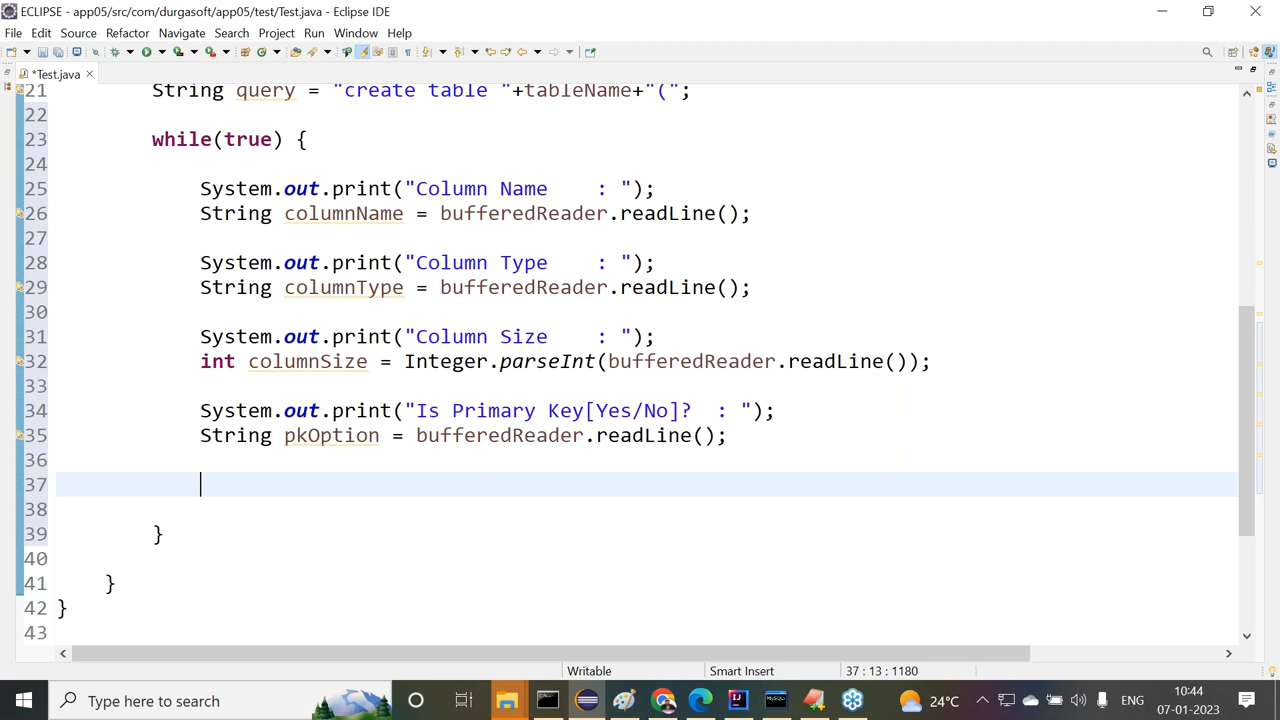 ECLIPSE - app05/src/com/durgasoft/app05/test/Test.java - Eclipse IDE
File Edit Source Refactor Navigate Search Project Run Window Help
*Test.java
21 String query = "create table "+tableName+"(";
22
23 while(true) {
24
25 System.out.print("Column Name    : ");
26 String columnName = bufferedReader.readLine();
27
28 System.out.print("Column Type    : ");
29 String columnType = bufferedReader.readLine();
30
31 System.out.print("Column Size    : ");
32 int columnSize = Integer.parseInt(bufferedReader.readLine());
33
34 System.out.print("Is Primary Key[Yes/No]?  : ");
35 String pkOption = bufferedReader.readLine();
36
37
38
39 }
40
41 }
42 }
43
Writable Smart Insert 37 : 13 : 1180
Type here to search 24°C ENG 10:44
07-01-2023